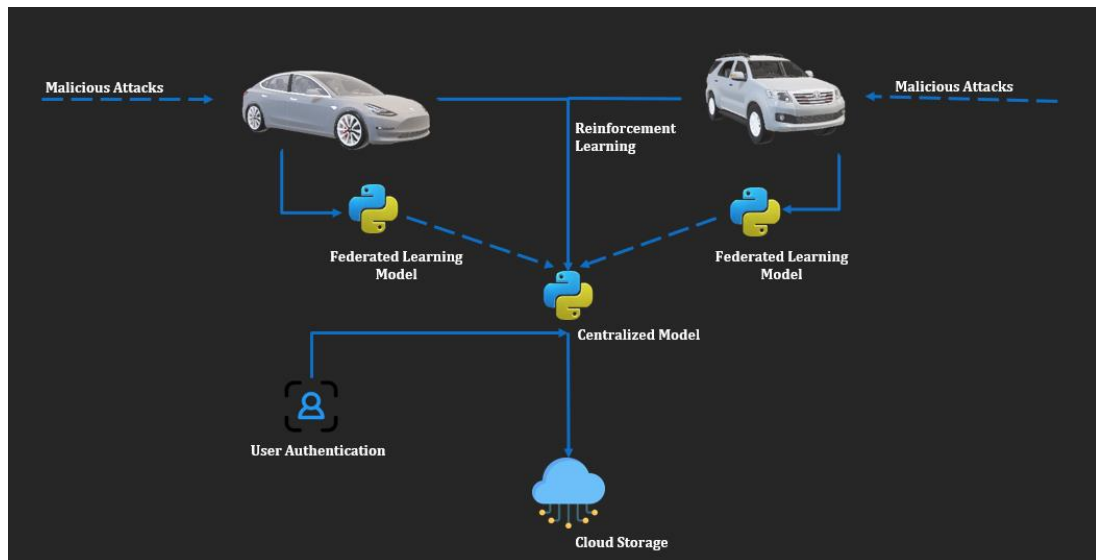 Malicious Attacks
Malicious Attacks
Reinforcement
Learning
Federated Learning
Model
Federated Learning
Model
Centralized Model
User Authentication
Cloud Storage